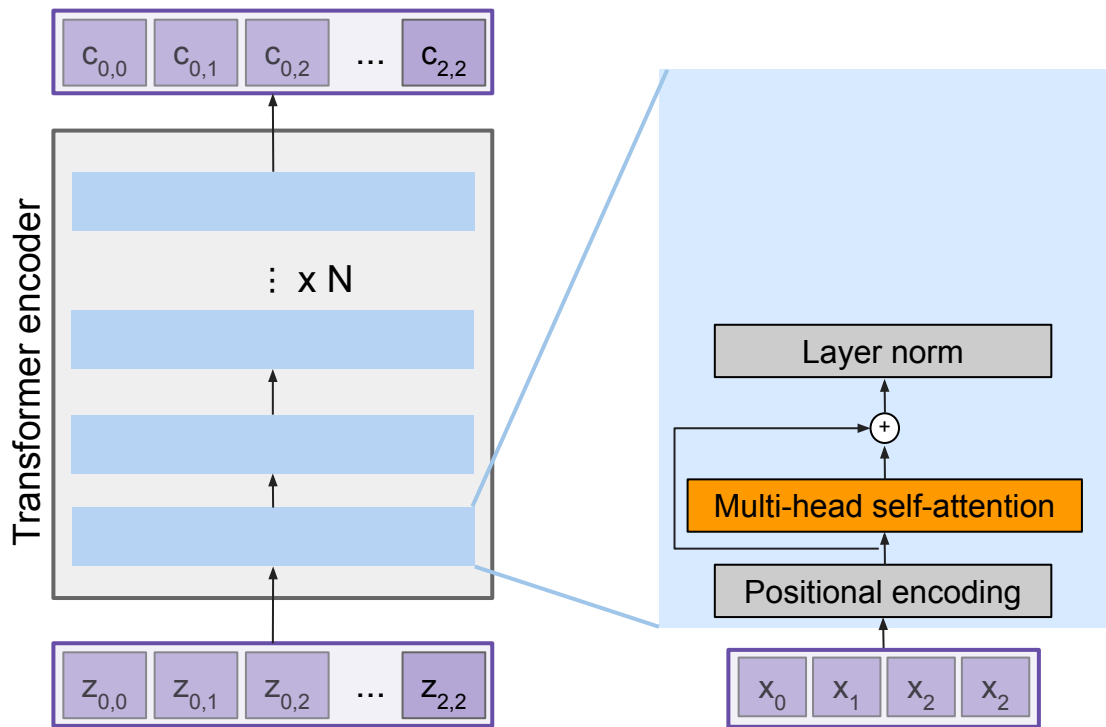 c0,0 c0,1 c0,2 ... c2,2
Transformer encoder
⋮ x N
z0,0 z0,1 z0,2 ... z2,2
Layer norm
+
Multi-head self-attention
Positional encoding
x0 x1 x2 x2